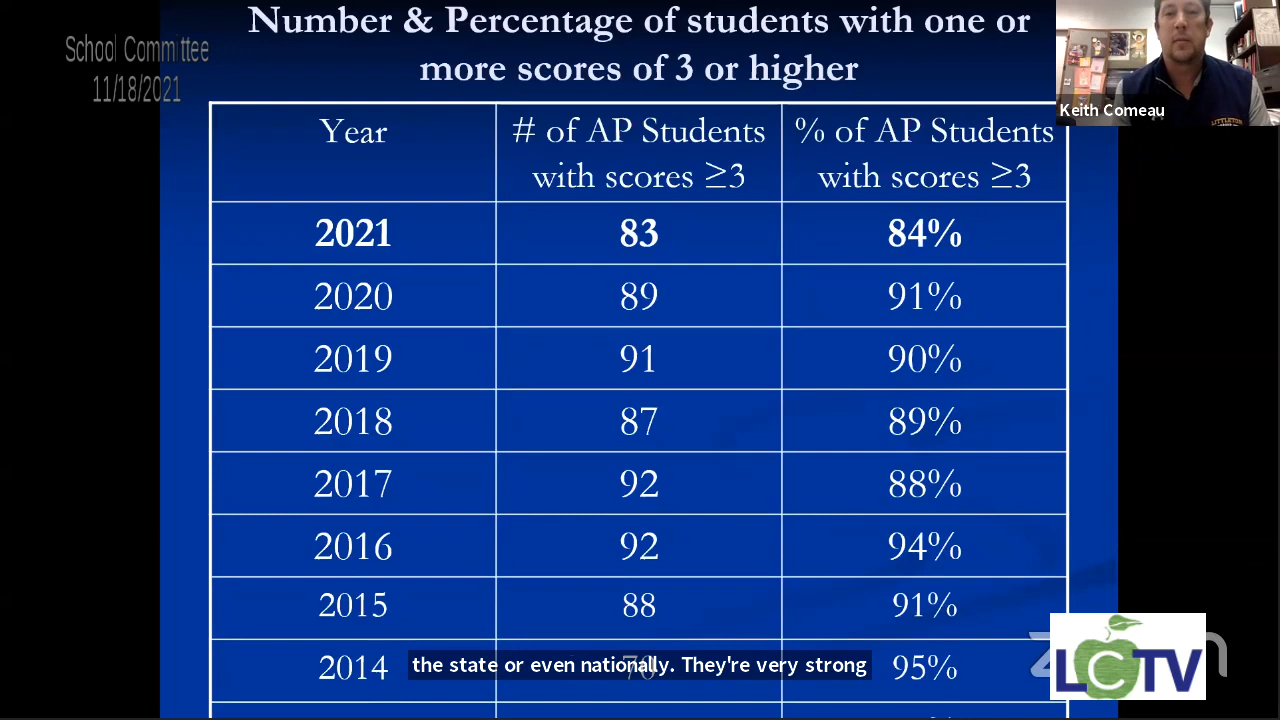 Number & Percentage of students with one or
more scores of 3 or higher
School Committee
11/18/2021
Keith Comeau
LITTLETON
Year
# of AP Students
with scores ≥3
% of AP Students
with scores ≥3
2021 83 84%
2020 89 91%
2019 91 90%
2018 87 89%
2017 92 88%
2016 92 94%
2015 88 91%
2014 95%
the state or even nationally. They're very strong
LCTV